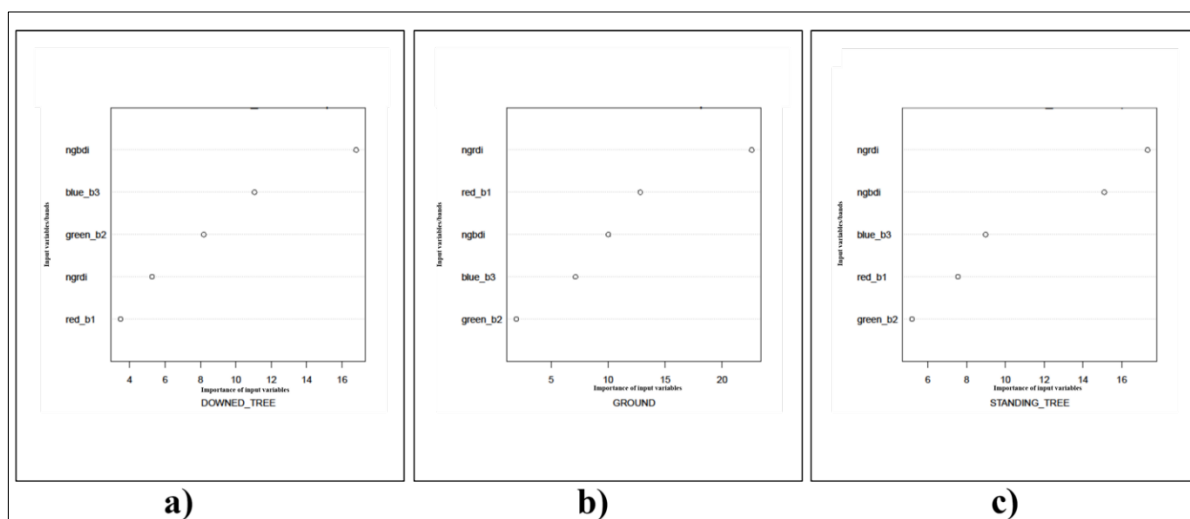 Input variables/bands
ngbdi
blue_b3
green_b2
ngrdi
red_b1
4 6 8 10 12 14 16
Importance of input variables
DOWNED_TREE
a)
Input variables/bands
ngrdi
red_b1
ngbdi
blue_b3
green_b2
5 10 15 20
Importance of input variables
GROUND
b)
Input variables/bands
ngrdi
ngbdi
blue_b3
red_b1
green_b2
6 8 10 12 14 16
Importance of input variables
STANDING_TREE
c)